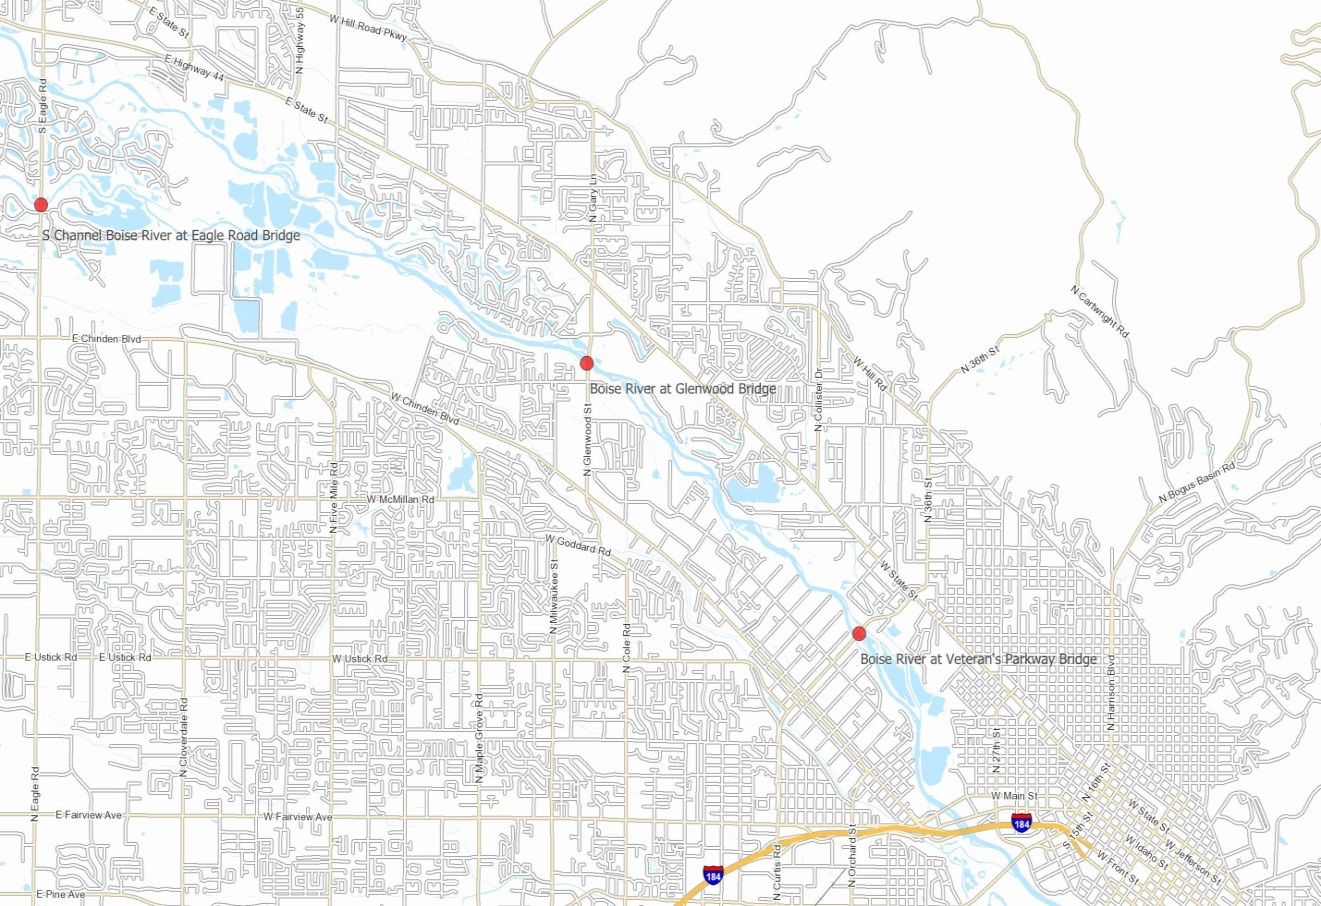 E State St
N Highway 55
W Hill Road Pkwy
E Highway 44
S Eagle Rd
E State St
N Gary Ln
S Channel Boise River at Eagle Road Bridge
N Cartwright Rd
E Chinden Blvd
N 36th St
W Hill Rd
Boise River at Glenwood Bridge
N Collister Dr
W Chinden Blvd
N Glenwood St
N Bogus Basin Rd
N Five Mile Rd
W McMillan Rd
N 36th St
W Goddard Rd
W State St
N Milwaukee St
N Cole Rd
E Ustick Rd
E Ustick Rd
W Ustick Rd
Boise River at Veteran's Parkway Bridge
N Harrison Blvd
N Cloverdale Rd
N Maple Grove Rd
N 27th St
N Eagle Rd
N 16th St
W Main St
E Fairview Ave
W Fairview Ave
184
S 15th St
W State St
W Jefferson St
W Idaho St
W Front St
N Orchard St
N Curtis Rd
184
E Pine Ave